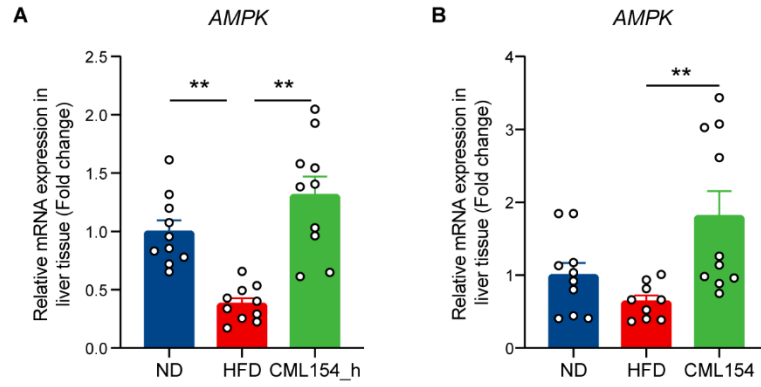 A
AMPK
Relative mRNA expression in
liver tissue (Fold change)
2.5
2.0
1.5
1.0
0.5
0.0
** **
ND HFD CML154_h
B
AMPK
Relative mRNA expression in
liver tissue (Fold change)
4
3
2
1
0
**
ND HFD CML154